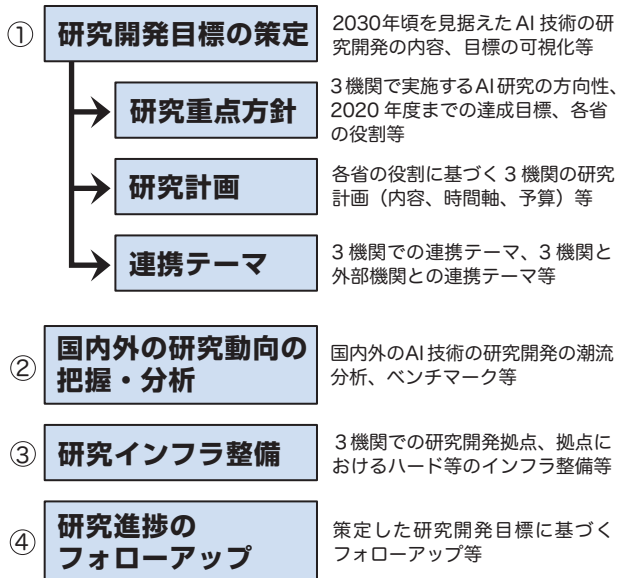 ①
研究開発目標の策定
2030年頃を見据えたAI技術の研
究開発の内容、目標の可視化等
研究重点方針
3機関で実施するAI研究の方向性、
2020年度までの達成目標、各省
の役割等
研究計画
各省の役割に基づく3機関の研究
計画（内容、時間軸、予算）等
連携テーマ
3機関での連携テーマ、3機関と
外部機関との連携テーマ等
②
国内外の研究動向の
把握・分析
国内外のAI技術の研究開発の潮流
分析、ベンチマーク等
③
研究インフラ整備
3機関での研究開発拠点、拠点に
おけるハード等のインフラ整備等
④
研究進捗の
フォローアップ
策定した研究開発目標に基づく
フォローアップ等